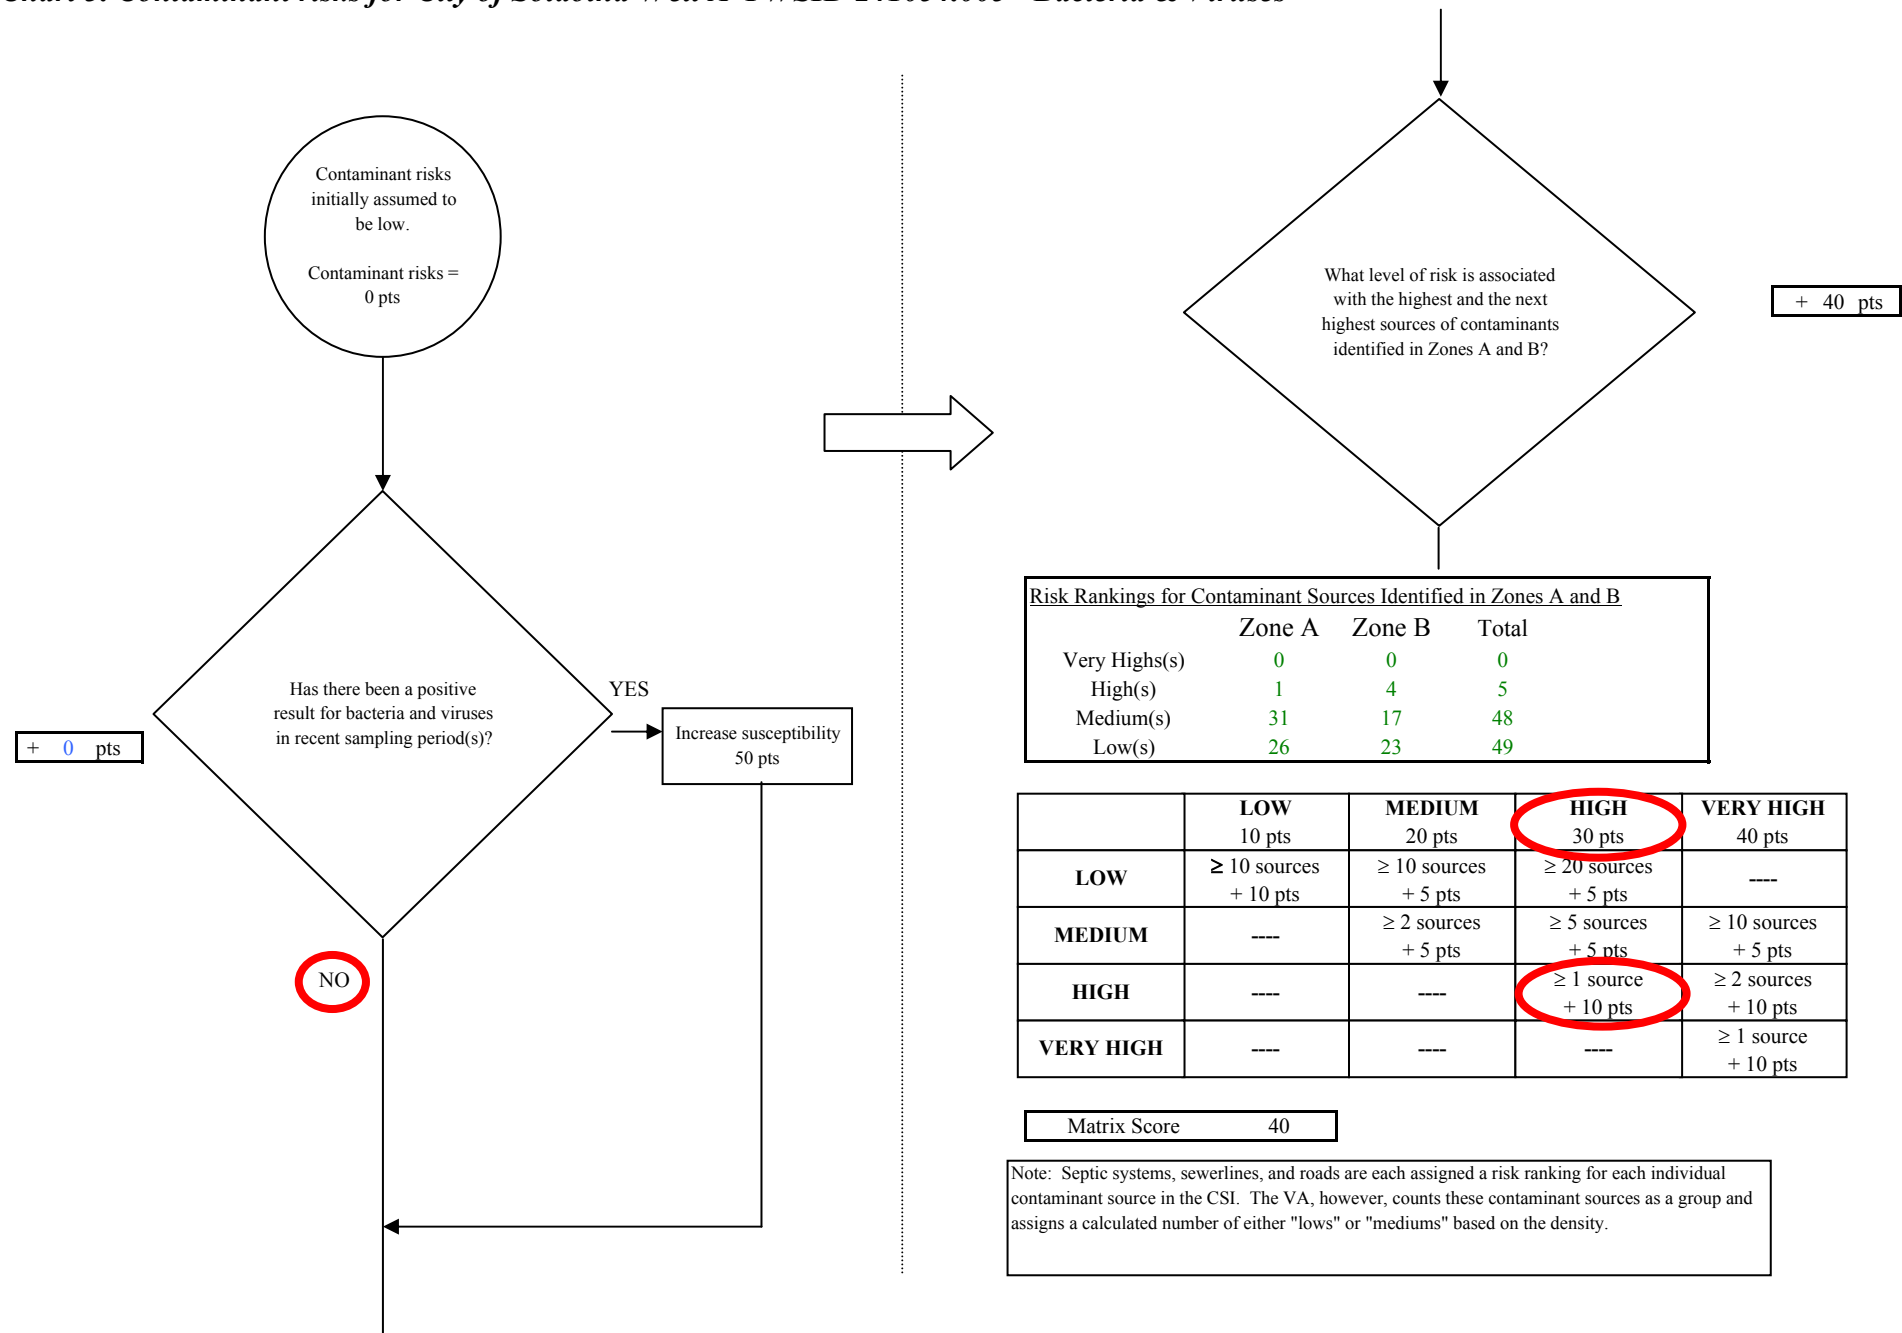 Contaminant risks
initially assumed to
be low.
Contaminant risks =
0 pts
Has there been a positive
result for bacteria and viruses
in recent sampling period(s)?
+ 0 pts
YES
Increase susceptibility
50 pts
NO
What level of risk is associated
with the highest and the next
highest sources of contaminants
identified in Zones A and B?
+ 40 pts
Risk Rankings for Contaminant Sources Identified in Zones A and B
Zone A Zone B Total
Very Highs(s) 0 0 0
High(s) 1 4 5
Medium(s) 31 17 48
Low(s) 26 23 49
LOW MEDIUM HIGH VERY HIGH
10 pts 20 pts 30 pts 40 pts
LOW ≥ 10 sources ≥ 10 sources ≥ 20 sources ----
+ 10 pts + 5 pts + 5 pts
MEDIUM ---- ≥ 2 sources ≥ 5 sources ≥ 10 sources
+ 5 pts + 5 pts + 5 pts
HIGH ---- ---- ≥ 1 source ≥ 2 sources
+ 10 pts + 10 pts
VERY HIGH ---- ---- ---- ≥ 1 source
+ 10 pts
Matrix Score 40
Note: Septic systems, sewerlines, and roads are each assigned a risk ranking for each individual
contaminant source in the CSI. The VA, however, counts these contaminant sources as a group and
assigns a calculated number of either "lows" or "mediums" based on the density.